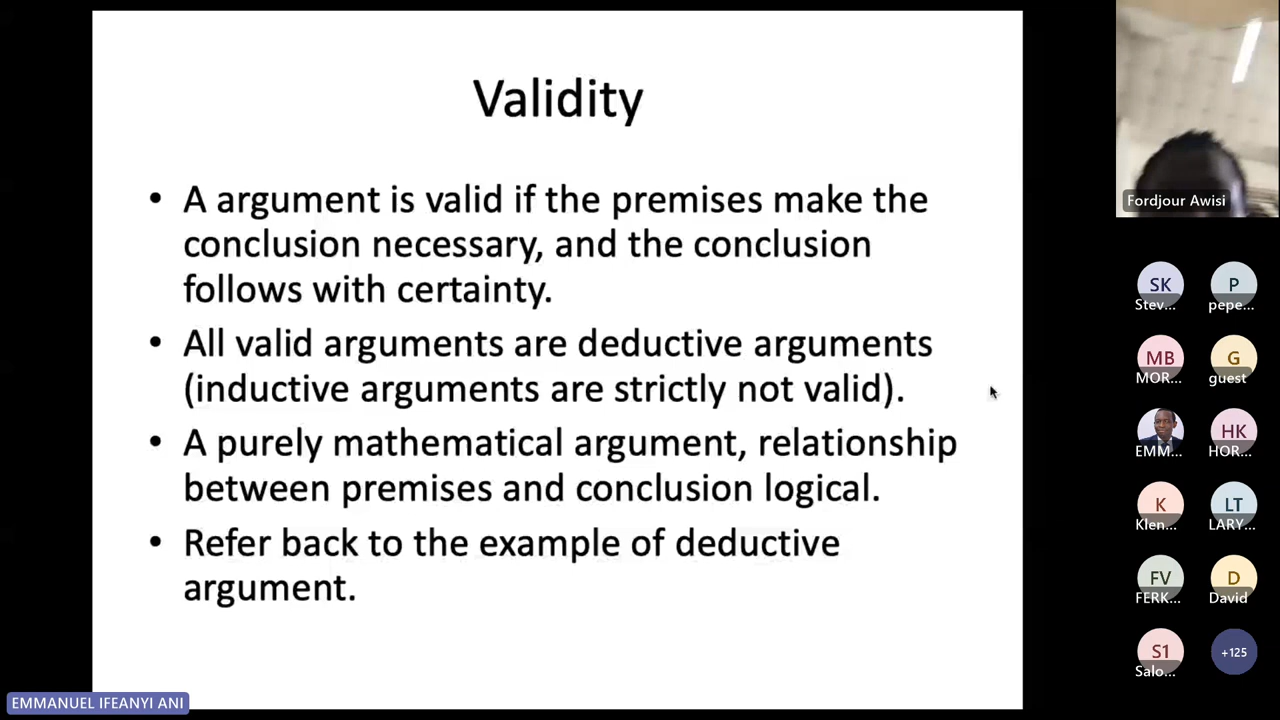 Validity
• A argument is valid if the premises make the
conclusion necessary, and the conclusion
follows with certainty.
• All valid arguments are deductive arguments
(inductive arguments are strictly not valid).
• A purely mathematical argument, relationship
between premises and conclusion logical.
• Refer back to the example of deductive
argument.
EMMANUEL IFEANYI ANI
Fordjour Awisi
SK
Stev...
P
pepe...
MB
MOR...
G
guest
EMM...
HK
HOR...
K
Klen...
LT
LARY...
FV
FERK...
D
David
S1
Salo...
+125